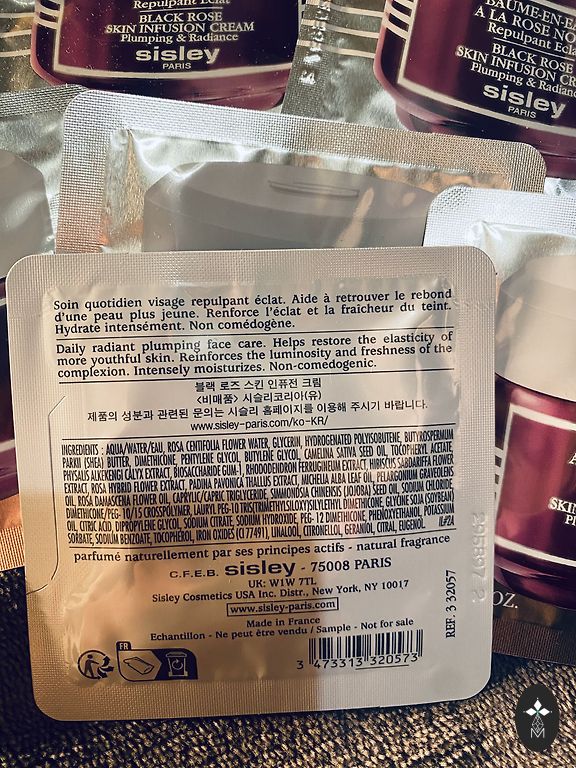 Repulpant Éclat
BLACK ROSE
SKIN INFUSION CREAM
Plumping & Radiance
sisley
PARIS
BAUME-EN-EA
A LA ROSE NO
Repulpant Écla
BLACK ROSE
SKIN INFUSION CR
Plumping & Radianc
sisley
PARIS
Soin quotidien visage repulpant éclat. Aide à retrouver le rebond
d'une peau plus jeune. Renforce l'éclat et la fraîcheur du teint.
Hydrate intensément. Non comédogène.
Daily radiant plumping face care. Helps restore the elasticity of
more youthful skin. Reinforces the luminosity and freshness of the
complexion. Intensely moisturizes. Non-comedogenic.
블랙 로즈 스킨 인퓨전 크림
<비매품> 시슬리코리아(유)
제품의 성분과 관련된 문의는 시슬리 홈페이지를 이용해 주시기 바랍니다.
www.sisley-paris.com/ko-KR/
INGREDIENTS : AQUA/WATER/EAU, ROSA CENTIFOLIA FLOWER WATER, GLYCERIN, HYDROGENATED POLYISOBUTENE, BUTYROSPERMUM
PARKII (SHEA) BUTTER, DIMETHICONE, PENTYLENE GLYCOL, BUTYLENE GLYCOL, CAMELINA SATIVA SEED OIL, TOCOPHERYL ACETATE,
PHYSALIS ALKEKENGI CALYX EXTRACT, BIOSACCHARIDE GUM-1, RHODODENDRON FERRUGINEUM EXTRACT, HIBISCUS SABDARIFFA FLOWER
EXTRACT, ROSA HYBRID FLOWER EXTRACT, PADINA PAVONICA THALLUS EXTRACT, MICHELIA ALBA LEAF OIL, PELARGONIUM GRAVEOLENS
OIL, ROSA DAMASCENA FLOWER OIL, CAPRYLIC/CAPRIC TRIGLYCERIDE, SIMMONDSIA CHINENSIS (JOJOBA) SEED OIL, SODIUM CHLORIDE,
DIMETHICONE/PEG-10/15 CROSSPOLYMER, LAURYL PEG-10 TRIS(TRIMETHYLSILOXY)SILYLETHYL DIMETHICONE, GLYCINE SOJA (SOYBEAN)
OIL, CITRIC ACID, DIPROPYLENE GLYCOL, SODIUM CITRATE, SODIUM HYDROXIDE, PEG-12 DIMETHICONE, PHENOXYETHANOL, POTASSIUM
SORBATE, SODIUM BENZOATE, TOCOPHEROL, IRON OXIDES (CI 77491), LINALOOL, CITRONELLOL, GERANIOL, CITRAL, EUGENOL. IL#2A
parfumé naturellement par ses principes actifs - natural fragrance
C.F.E.B. sisley - 75008 PARIS
UK: W1W 7TL
Sisley Cosmetics USA Inc. Distr., New York, NY 10017
www.sisley-paris.com
Made in France
Echantillon - Ne peut être vendu / Sample - Not for sale
FR
3 473313 320573
REF. 3 32057
SKIN
OZ.
M